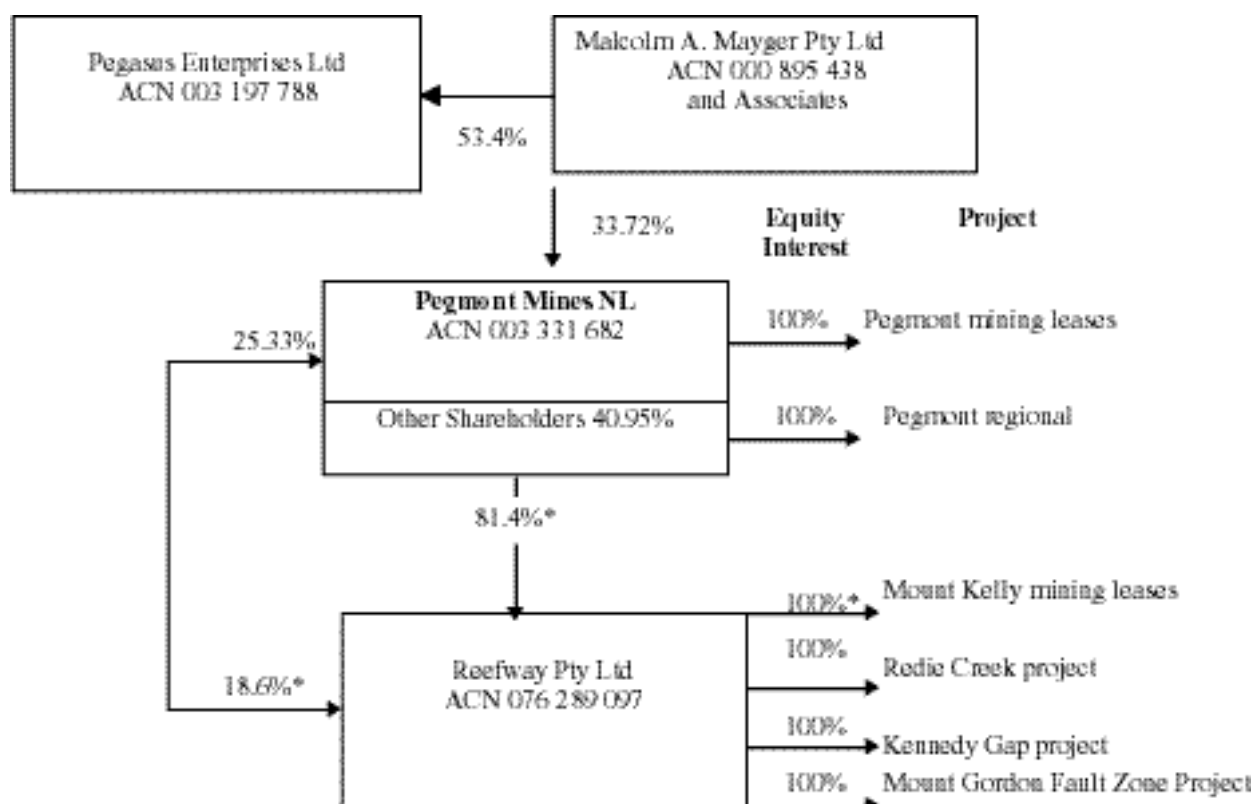 Pegasus Enterprises Ltd
ACN 003 197 788
Malcolm A. Mayger Pty Ltd
ACN 000 895 438
and Associates
53.4%
33.72%
Equity
Interest
Project
Pegmont Mines NL
ACN 003 331 682
25.33%
100%
Pegmont mining leases
Other Shareholders 40.95%
100%
Pegmont regional
81.4%*
100%*
Mount Kelly mining leases
Reefway Pty Ltd
ACN 076 289 097
18.6%*
100%
Redie Creek project
100%
Kennedy Gap project
100%
Mount Gordon Fault Zone Project